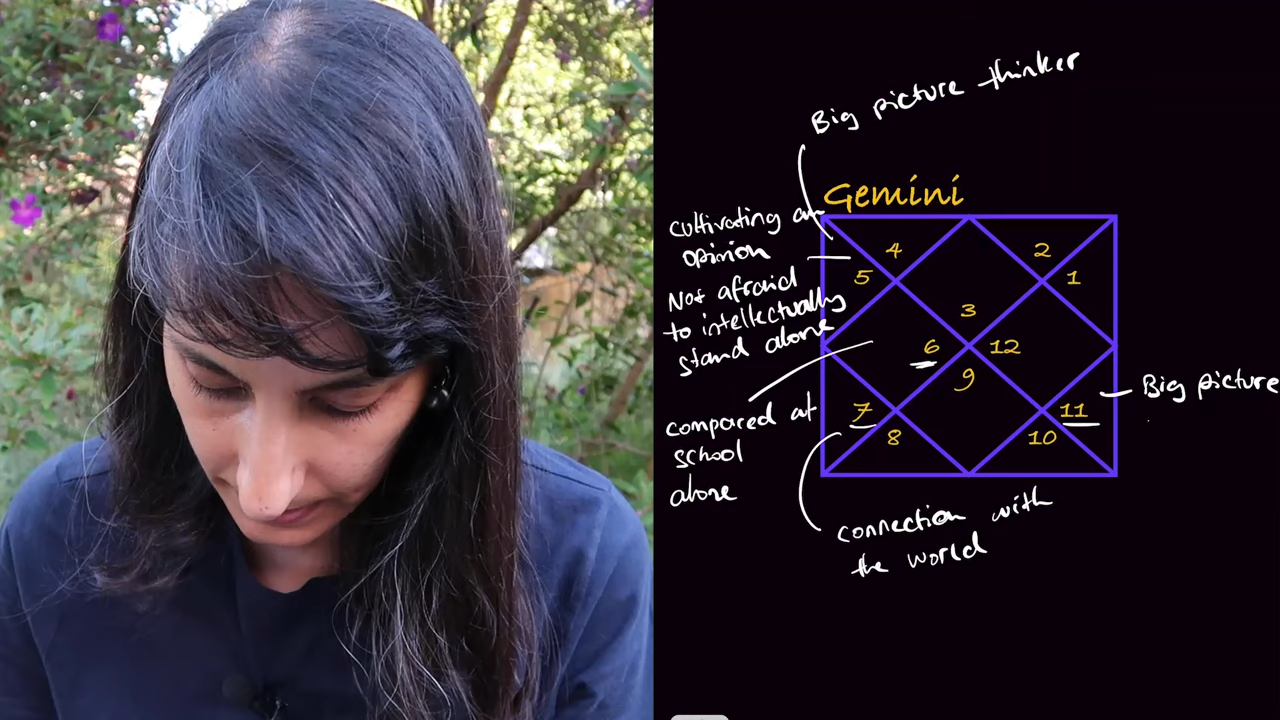 Big picture thinker
Gemini
cultivating an
opinion
Not afraid
to intellectually
stand alone
compared at
school
alone
4
5
2
1
3
6
12
9
7
8
11
10
Big picture
connection with
the world